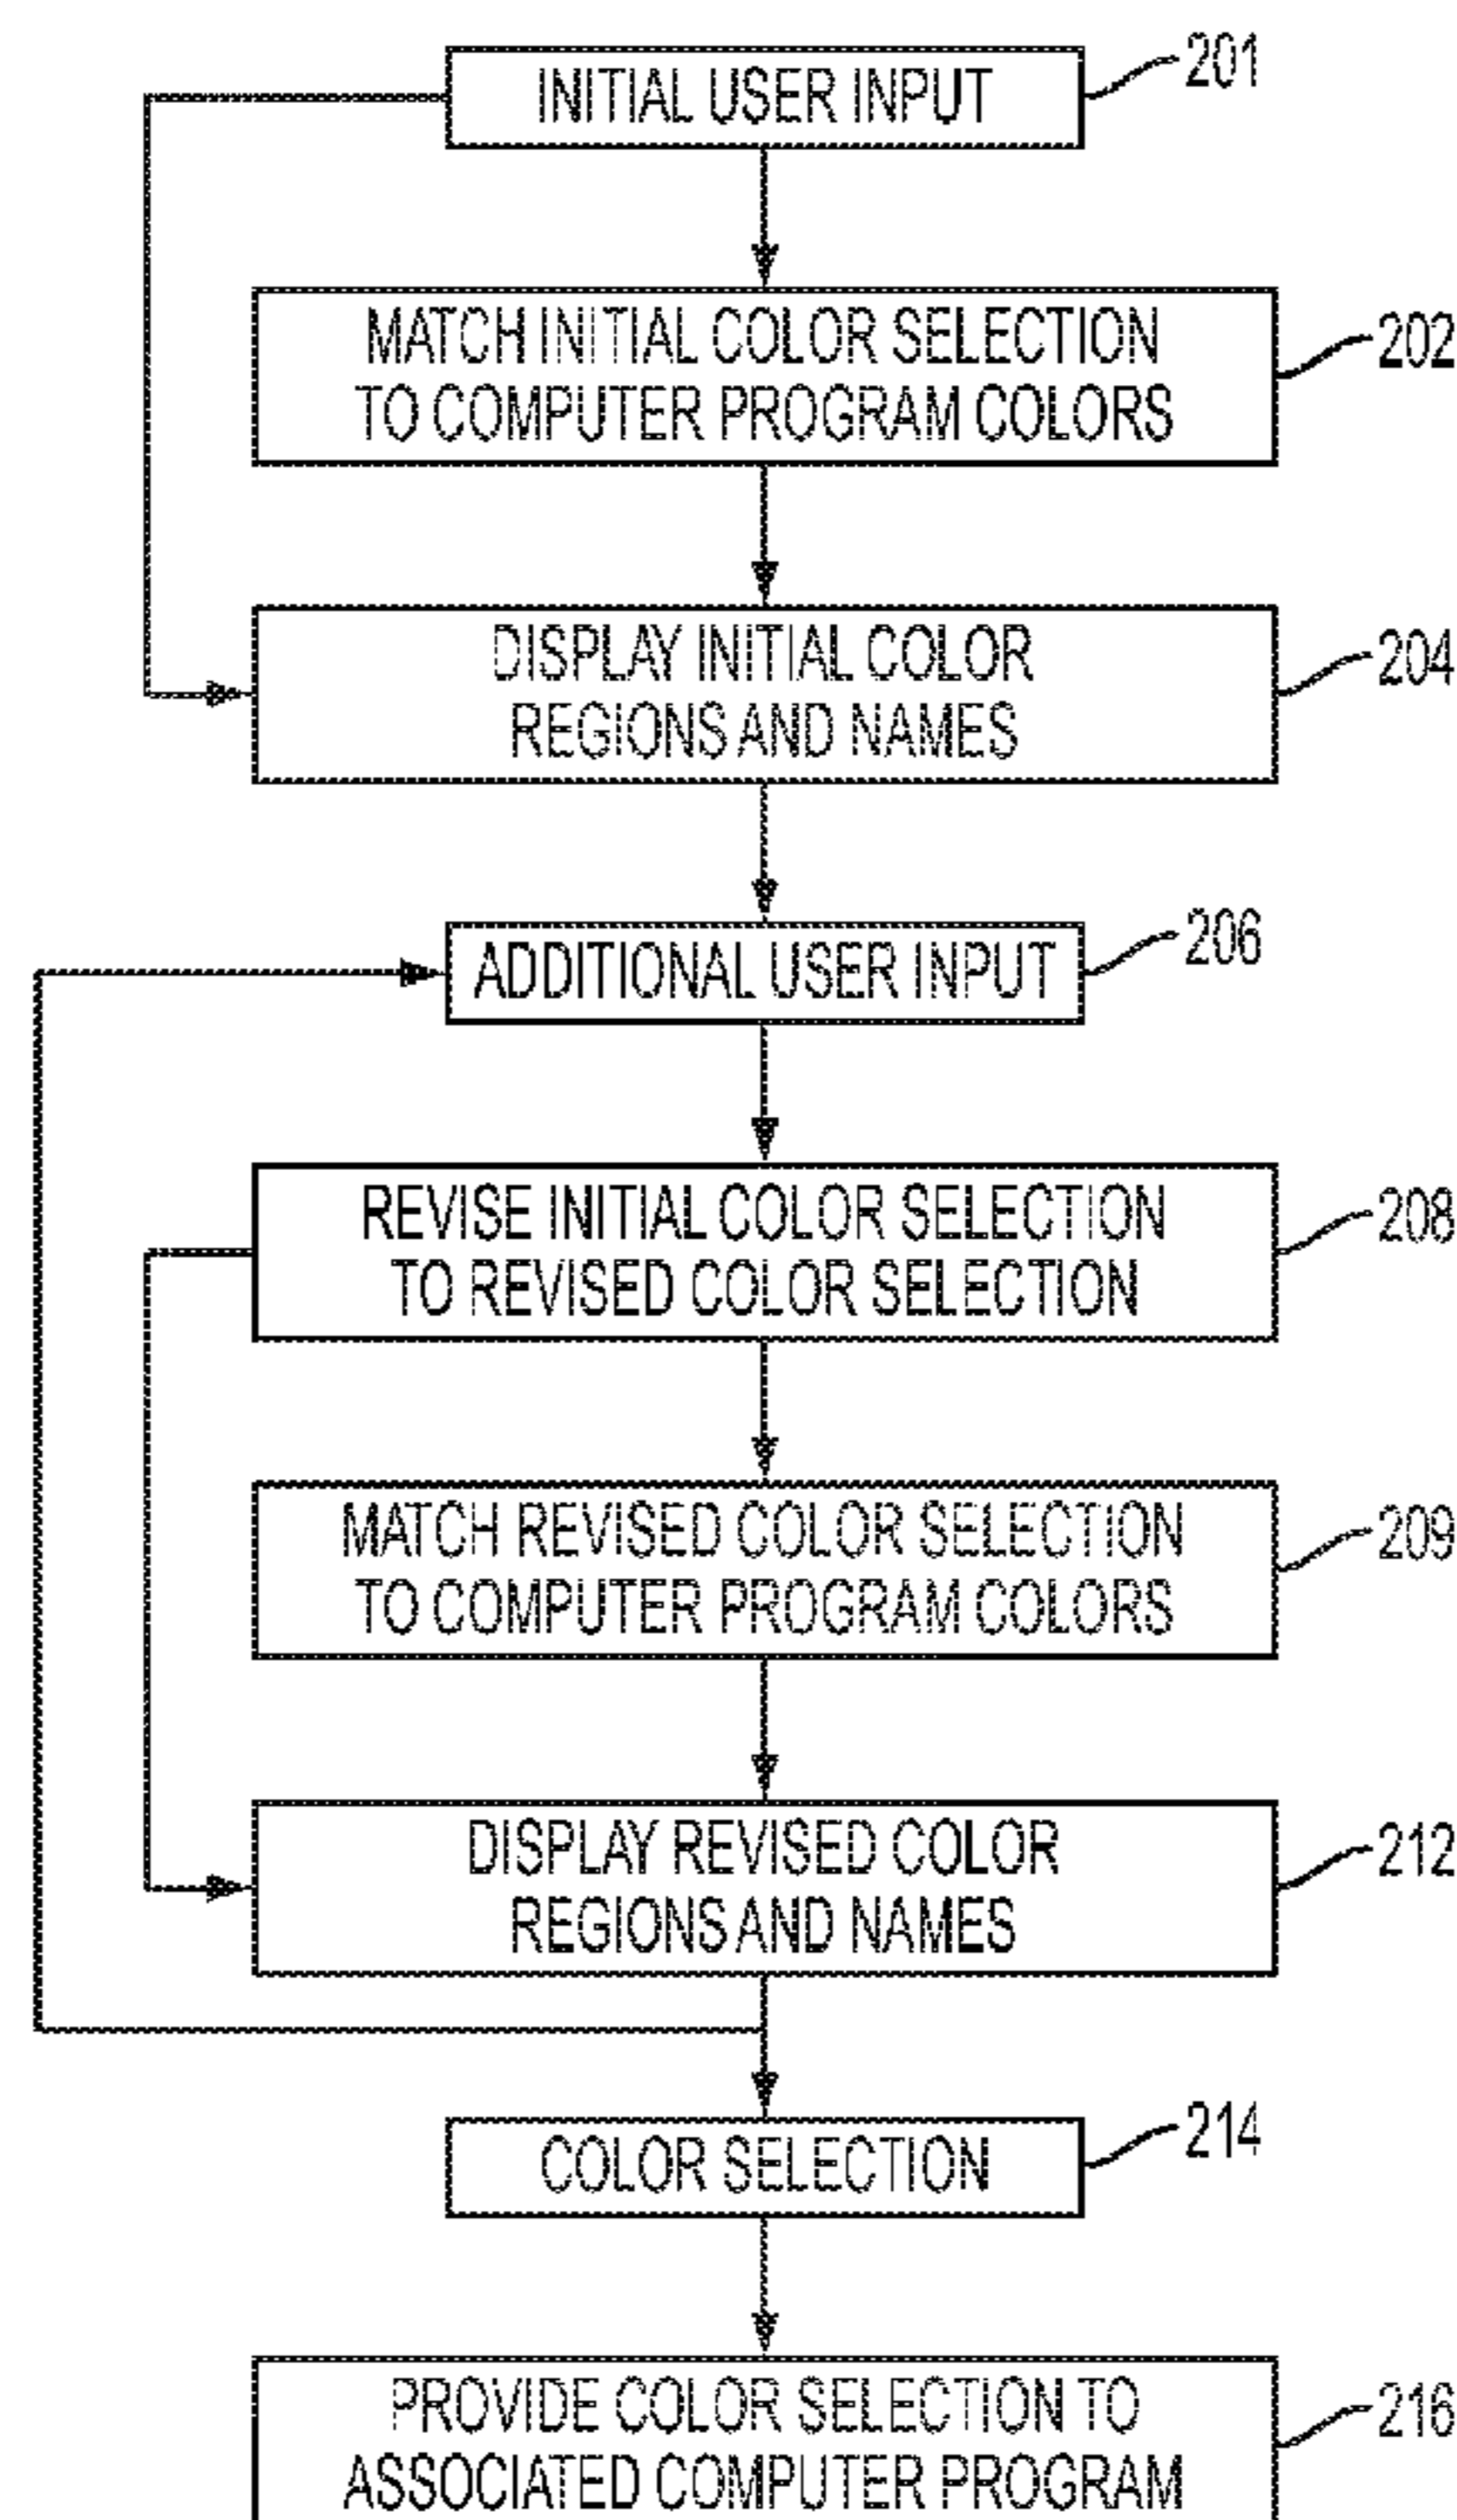 INITIAL USER INPUT
201
MATCH INITIAL COLOR SELECTION
TO COMPUTER PROGRAM COLORS
202
DISPLAY INITIAL COLOR
REGIONS AND NAMES
204
ADDITIONAL USER INPUT
206
REVISE INITIAL COLOR SELECTION
TO REVISED COLOR SELECTION
208
MATCH REVISED COLOR SELECTION
TO COMPUTER PROGRAM COLORS
209
DISPLAY REVISED COLOR
REGIONS AND NAMES
212
COLOR SELECTION
214
PROVIDE COLOR SELECTION TO
ASSOCIATED COMPUTER PROGRAM
216